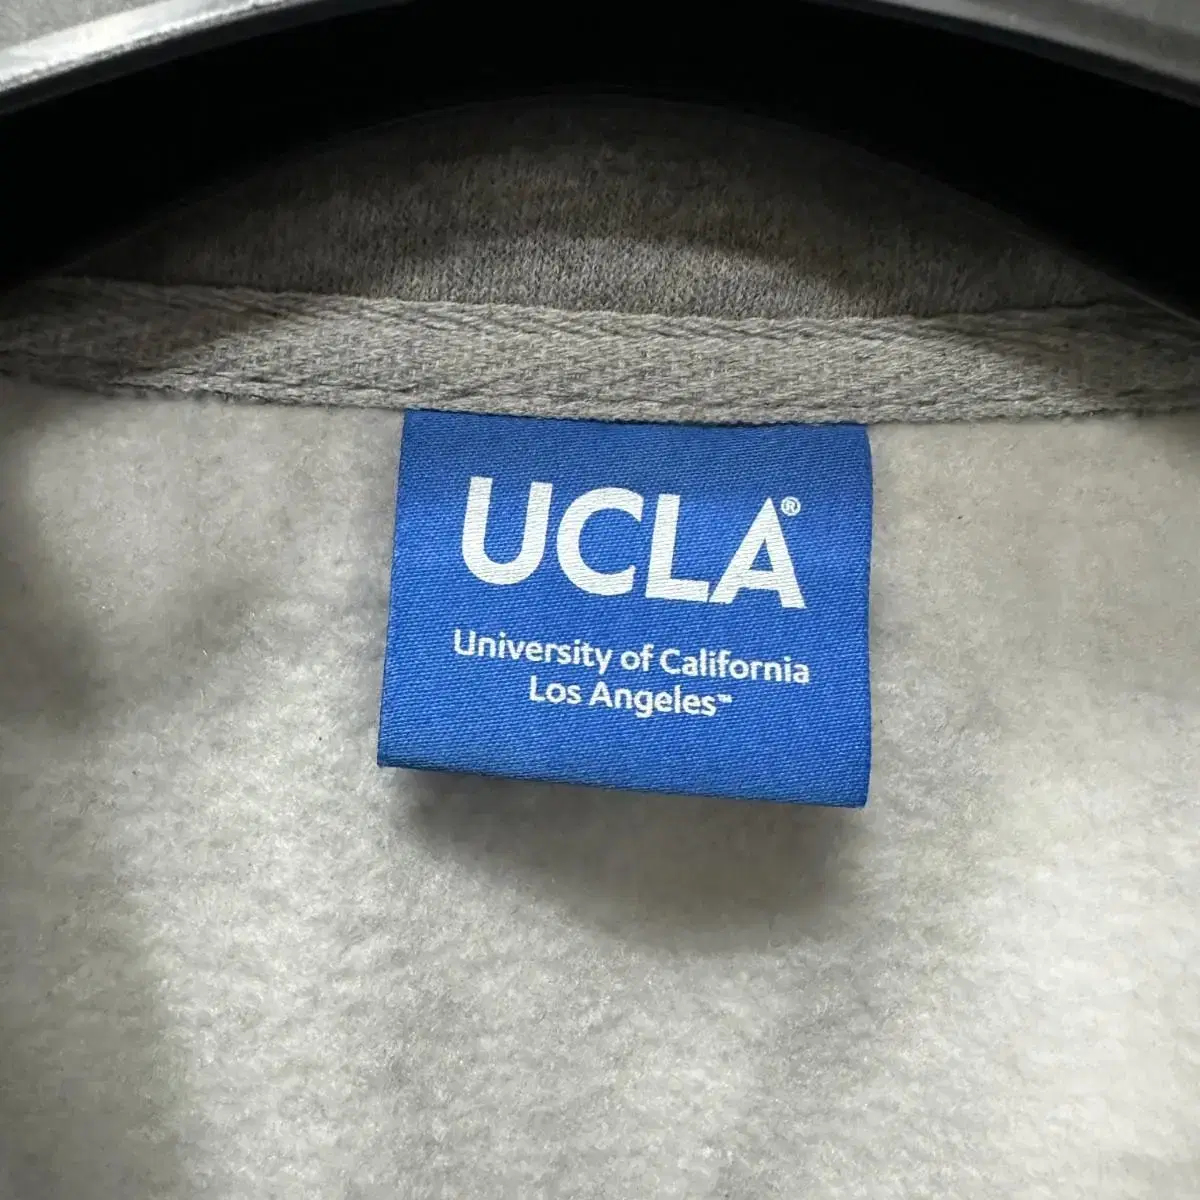 UCLA®
University of California
Los Angeles™